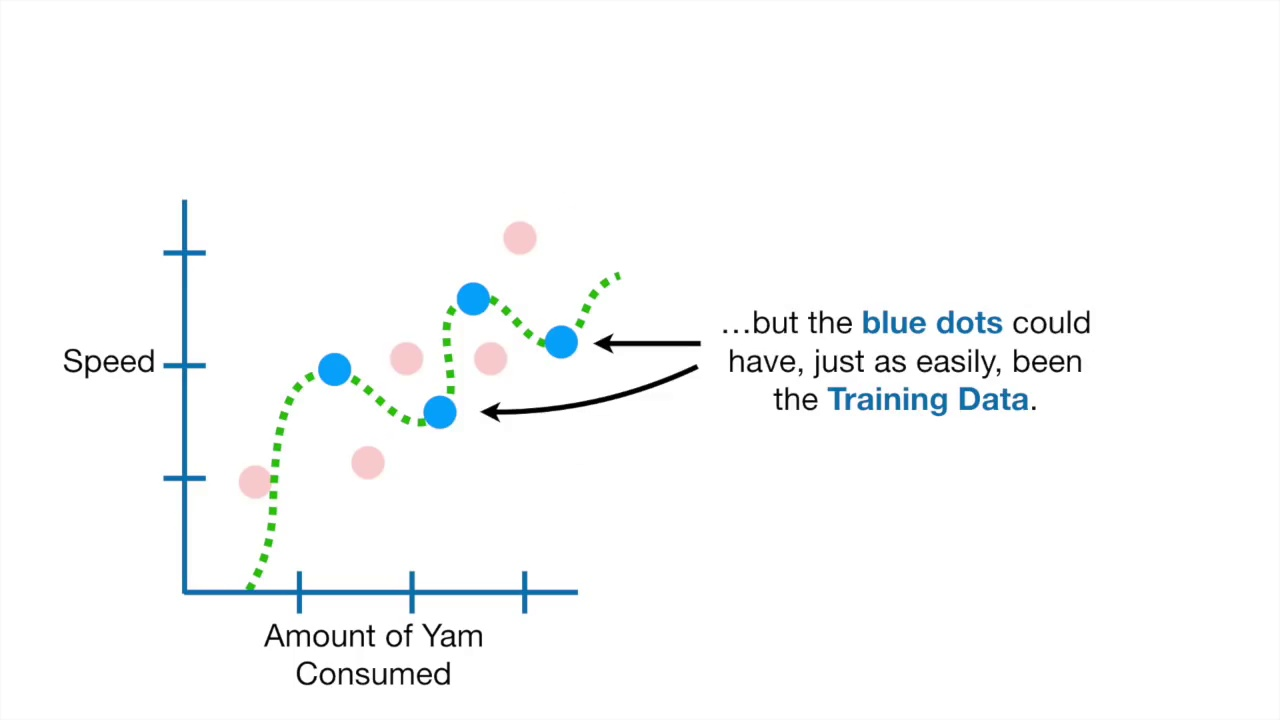 …but the blue dots could
have, just as easily, been
the Training Data.
Speed
Amount of Yam
Consumed